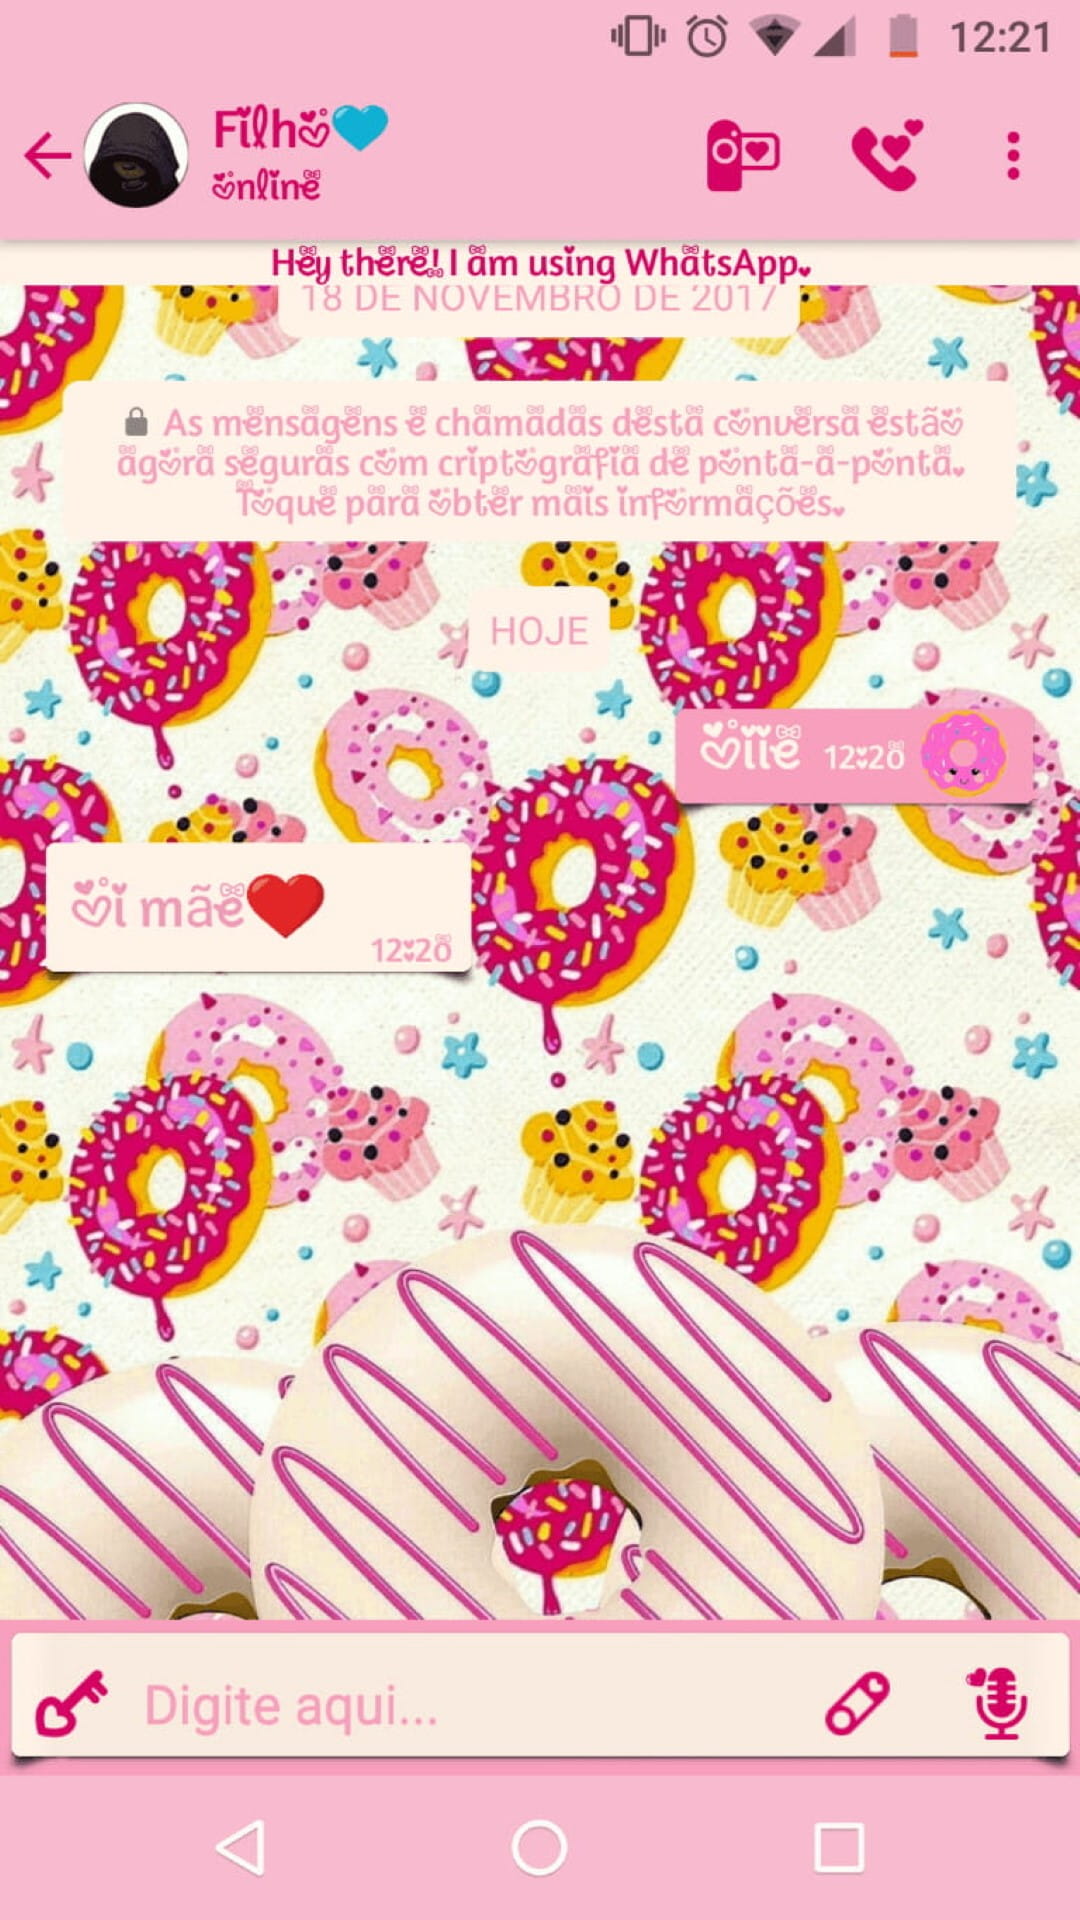 12:21
Filho
online
Hey there! I am using WhatsApp.
18 DE NOVEMBRO DE 2017
As mensagens e chamadas desta conversa estão
agora seguras com criptografia de ponta-a-ponta.
Toque para obter mais informações.
HOJE
Oiie 12:20
Oi mãe
12:20
Digite aqui...